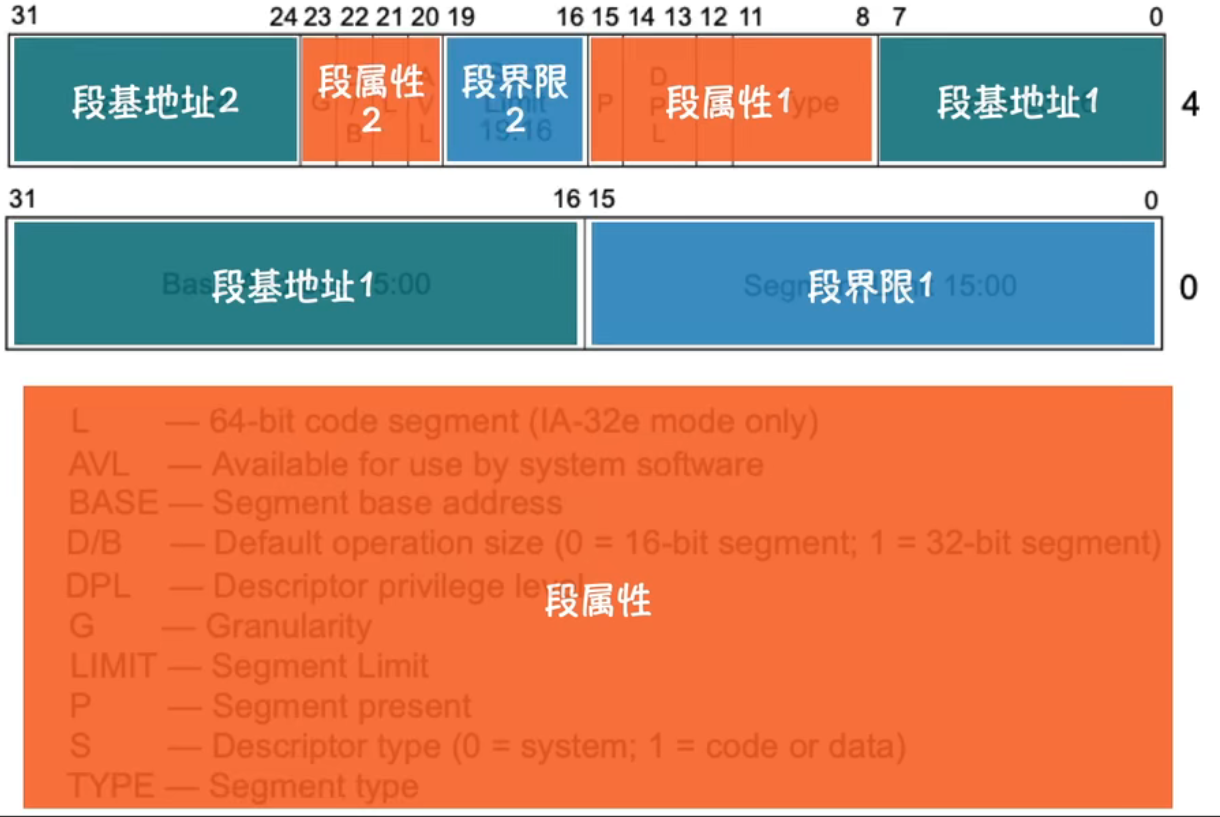 31 24 23 22 21 20 19 16 15 14 13 12 11 8 7 0
段基地址2 段属性2 段界限2 段属性1 段基地址1 4
G D/B L AVL Limit 19:16 P DPL Type
31 16 15 0
段基地址1 段界限1 0
15:00 Segm 15:00
L — 64-bit code segment (IA-32e mode only)
AVL — Available for use by system software
BASE — Segment base address
D/B — Default operation size (0 = 16-bit segment; 1 = 32-bit segment)
DPL — Descriptor privilege level
段属性
G — Granularity
LIMIT — Segment Limit
P — Segment present
S — Descriptor type (0 = system; 1 = code or data)
TYPE — Segment type